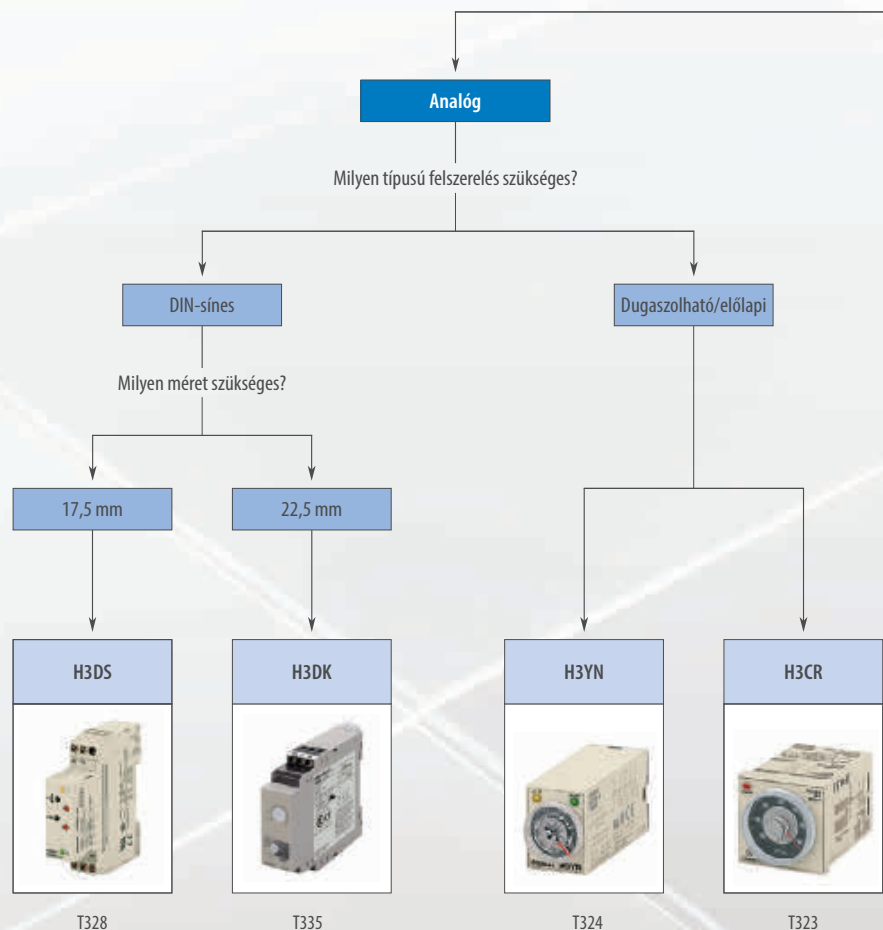 Analóg
Milyen típusú felszerelés szükséges?
DIN-sínes
Dugaszolható/előlapi
Milyen méret szükséges?
17,5 mm
22,5 mm
H3DS
H3DK
H3YN
H3CR
T328
T335
T324
T323